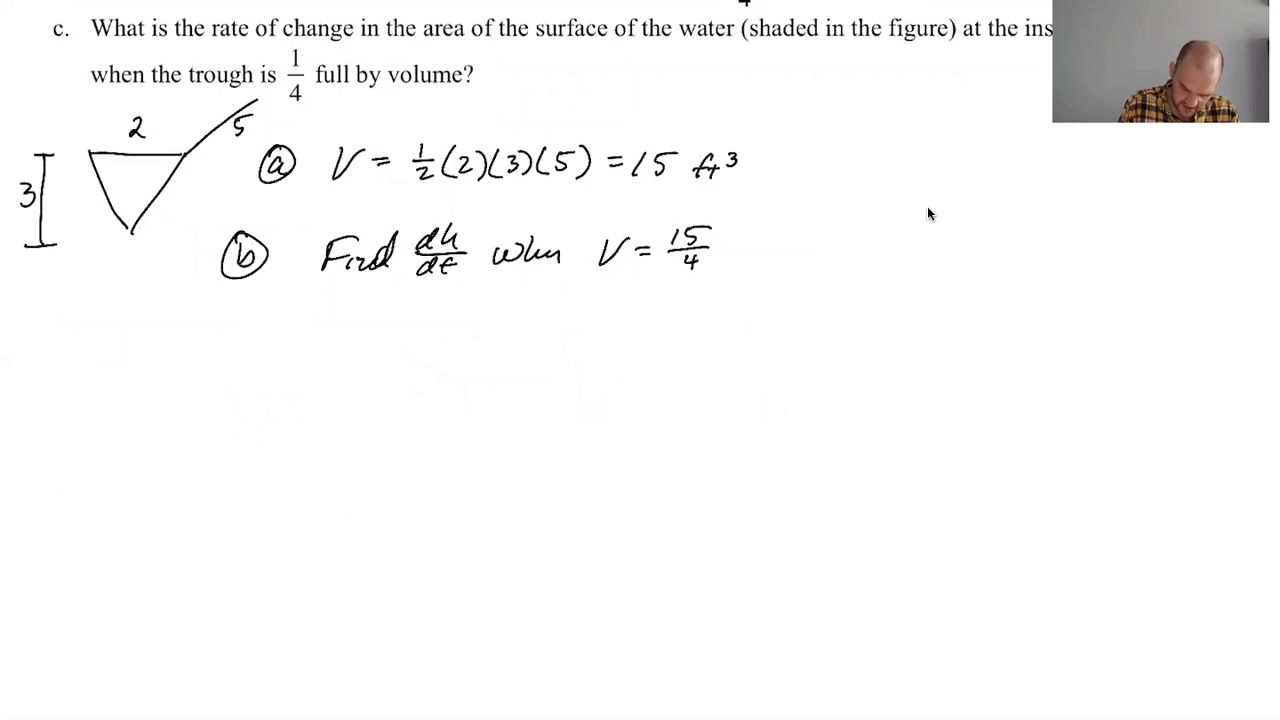 c. What is the rate of change in the area of the surface of the water (shaded in the figure) at the ins
when the trough is 1/4 full by volume?
2
5
3
(a) V = 1/2 (2)(3)(5) = 15 ft³
(b) Find dh/dt when V = 15/4